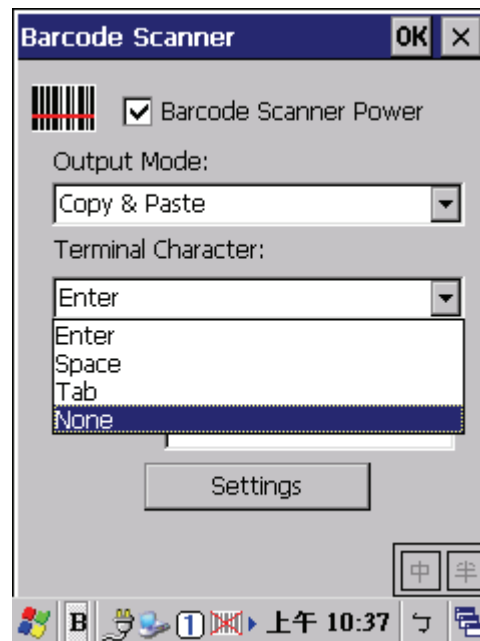 Barcode Scanner OK ×
Barcode Scanner Power
Output Mode:
Copy & Paste
Terminal Character:
Enter
Enter
Space
Tab
None
Settings
中 半
B 1 上午 10:37 ㄅ